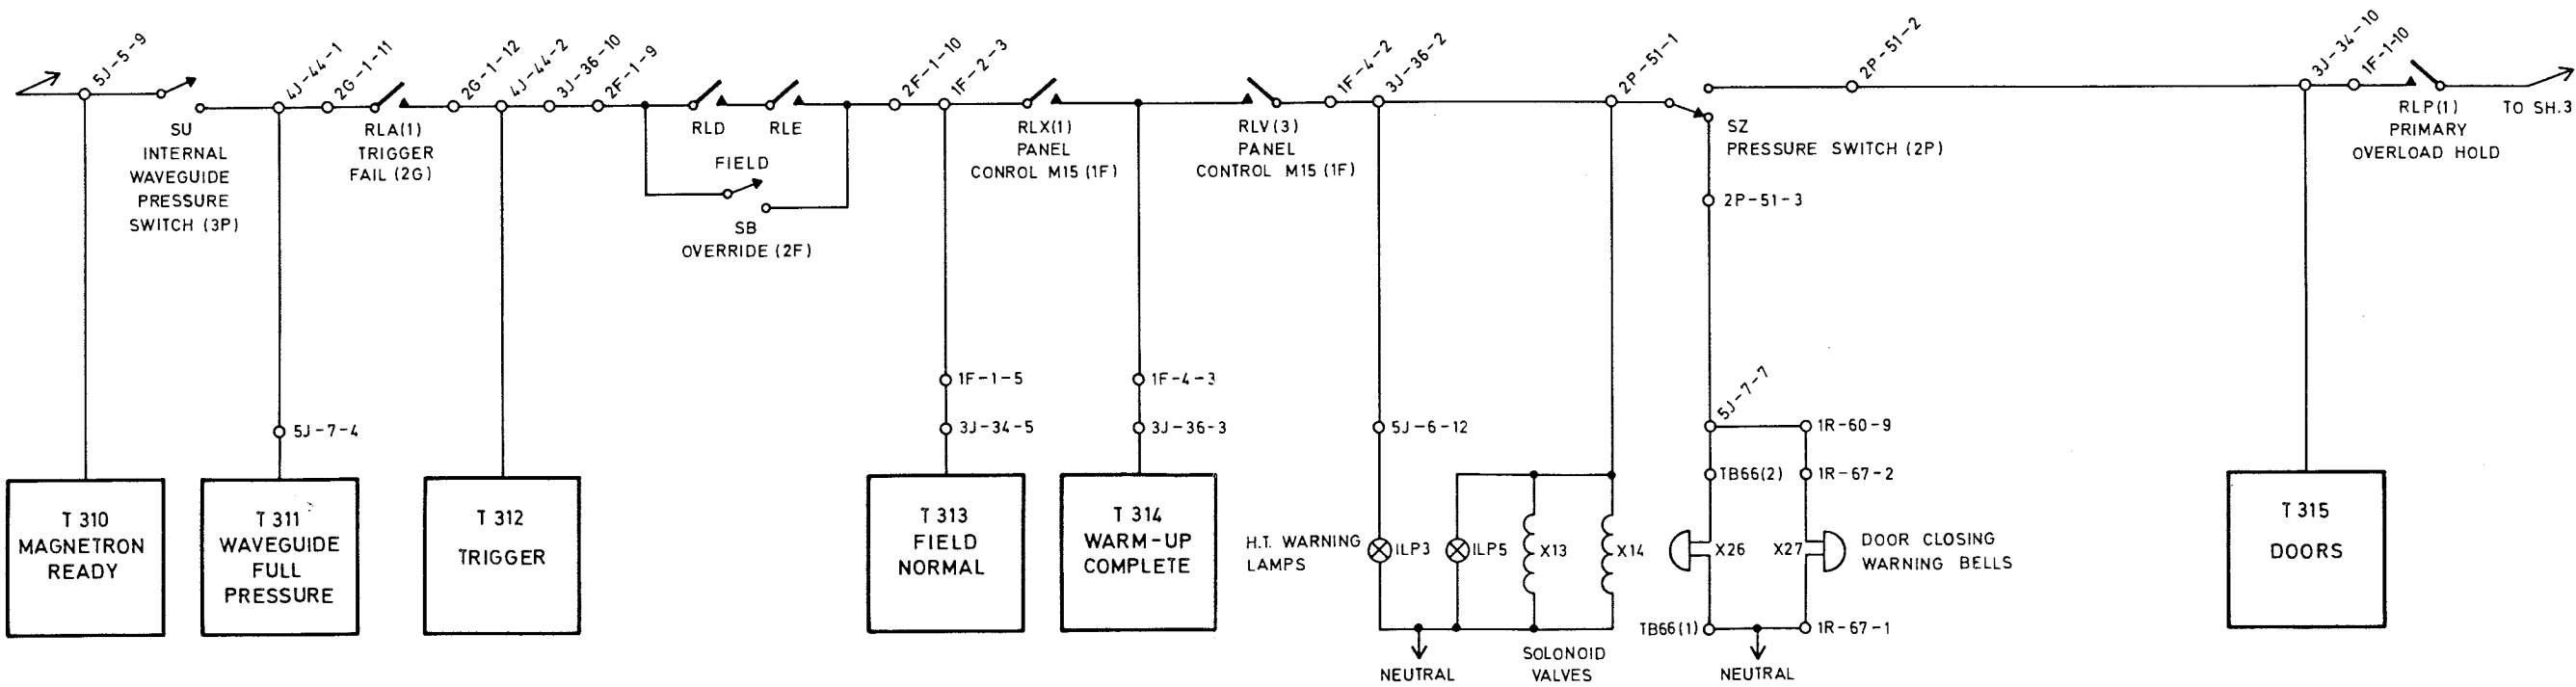 5J-5-9
4J-44-1
2G-1-11
2G-1-12
4J-44-2
3J-36-10
2F-1-9
2F-1-10
1F-2-3
1F-4-2
3J-36-2
2P-51-1
2P-51-2
3J-34-10
1F-1-10
SU
INTERNAL
WAVEGUIDE
PRESSURE
SWITCH (3P)
RLA(1)
TRIGGER
FAIL (2G)
RLD
RLE
FIELD
SB
OVERRIDE (2F)
RLX(1)
PANEL
CONROL M15 (1F)
RLV(3)
PANEL
CONTROL M15 (1F)
SZ
PRESSURE SWITCH (2P)
RLP(1)
PRIMARY
OVERLOAD HOLD
TO SH.3
2P-51-3
1F-1-5
3J-34-5
1F-4-3
3J-36-3
5J-7-4
5J-6-12
5J-7-7
1R-60-9
TB66(2)
1R-67-2
T 310
MAGNETRON
READY
T 311
WAVEGUIDE
FULL
PRESSURE
T 312
TRIGGER
T 313
FIELD
NORMAL
T 314
WARM-UP
COMPLETE
H.T. WARNING
LAMPS
ILP3
ILP5
X13
X14
X26
X27
DOOR CLOSING
WARNING BELLS
T 315
DOORS
TB66(1)
1R-67-1
NEUTRAL
SOLONOID
VALVES
NEUTRAL